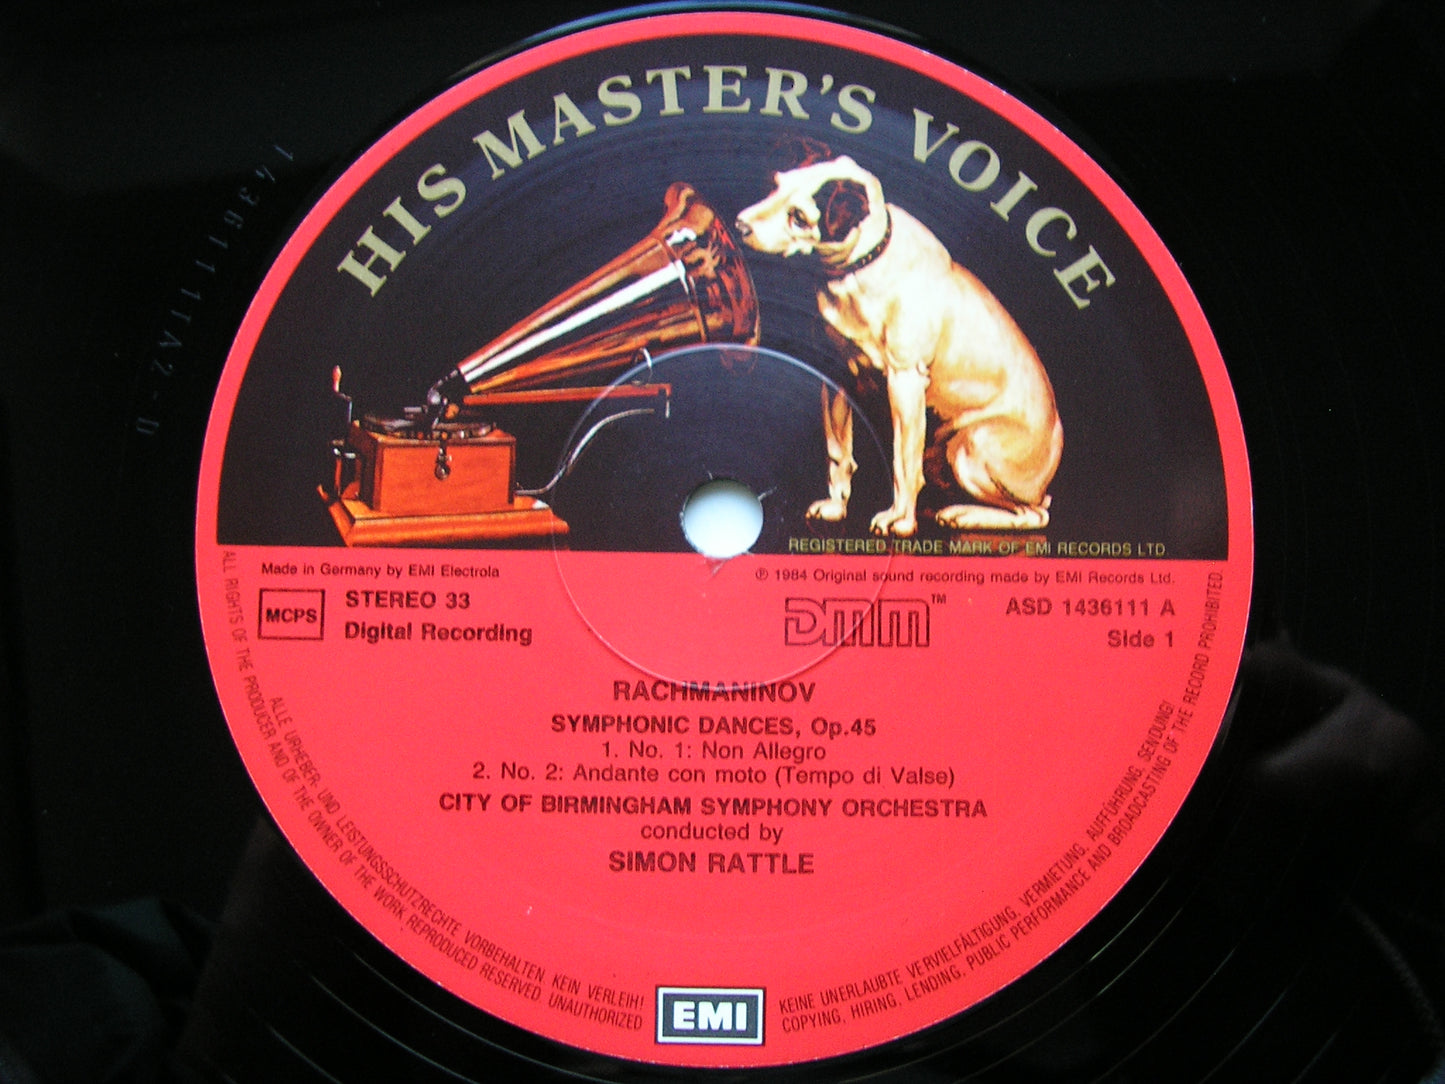 HIS MASTER'S VOICE
REGISTERED TRADE MARK OF EMI RECORDS LTD
Made in Germany by EMI Electrola
℗ 1984 Original sound recording made by EMI Records Ltd.
MCPS
STEREO 33
Digital Recording
DMM™
ASD 1436111 A
Side 1
RACHMANINOV
SYMPHONIC DANCES, Op.45
1. No. 1: Non Allegro
2. No. 2: Andante con moto (Tempo di Valse)
CITY OF BIRMINGHAM SYMPHONY ORCHESTRA
conducted by
SIMON RATTLE
ALLE URHEBER- UND LEISTUNGSSCHUTZRECHTE VORBEHALTEN KEIN VERLEIH!
KEINE UNERLAUBTE VERVIELFÄLTIGUNG, VERMIETUNG, AUFFÜHRUNG, SENDUNG!
ALL RIGHTS OF THE PRODUCER AND OF THE OWNER OF THE WORK REPRODUCED RESERVED UNAUTHORIZED
COPYING, HIRING, LENDING, PUBLIC PERFORMANCE AND BROADCASTING OF THE RECORD PROHIBITED
EMI
1436111TA2-D